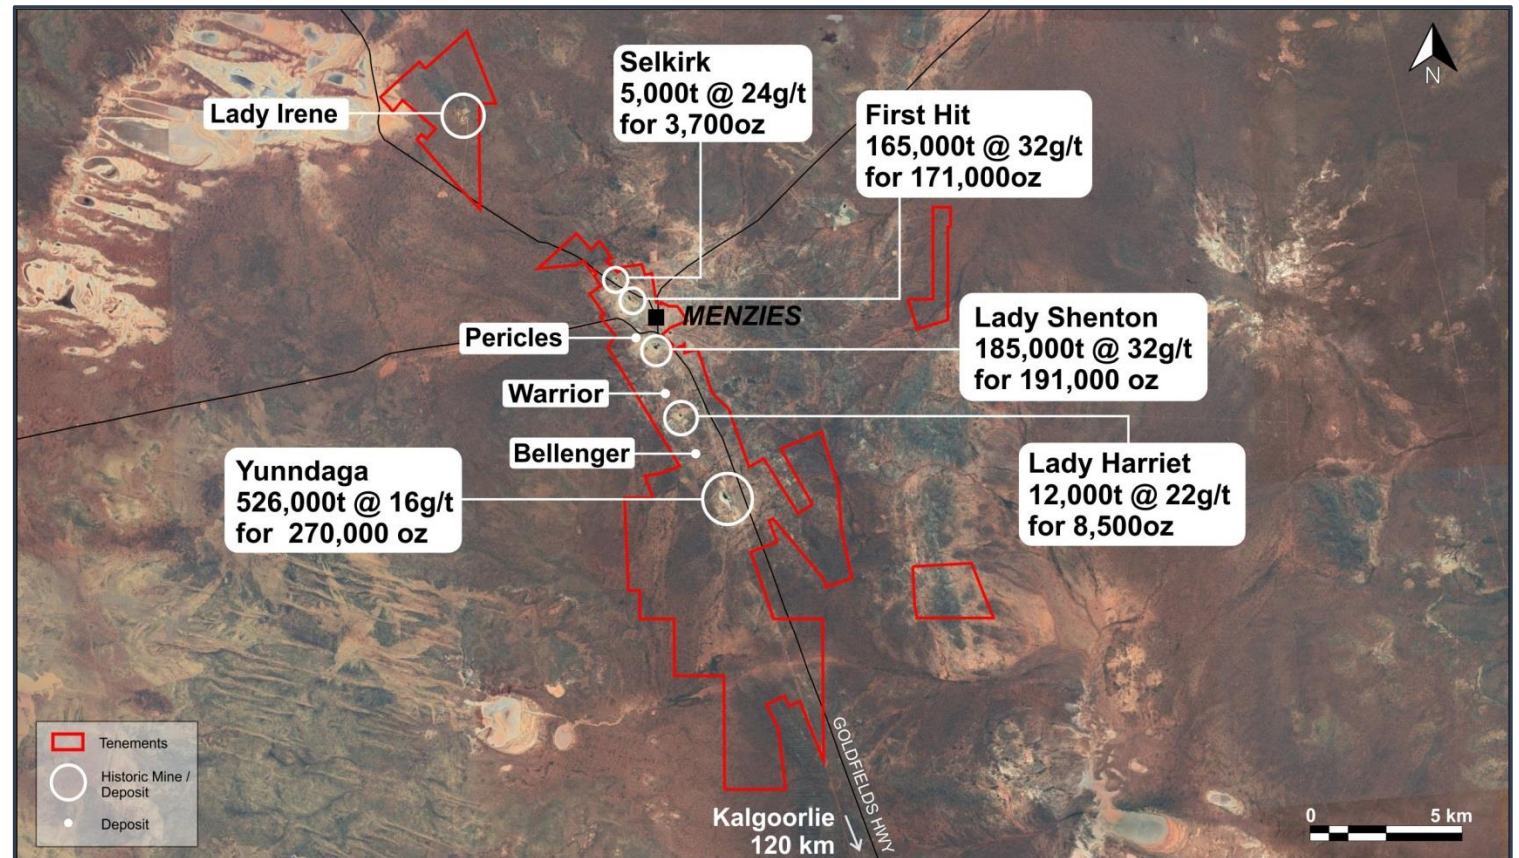 N
Lady Irene
Selkirk
5,000t @ 24g/t
for 3,700oz
First Hit
165,000t @ 32g/t
for 171,000oz
MENZIES
Pericles
Lady Shenton
185,000t @ 32g/t
for 191,000 oz
Warrior
Bellenger
Yunndaga
526,000t @ 16g/t
for 270,000 oz
Lady Harriet
12,000t @ 22g/t
for 8,500oz
Tenements
Historic Mine /
Deposit
Deposit
GOLDFIELDS HWY
Kalgoorlie
120 km
0 5 km